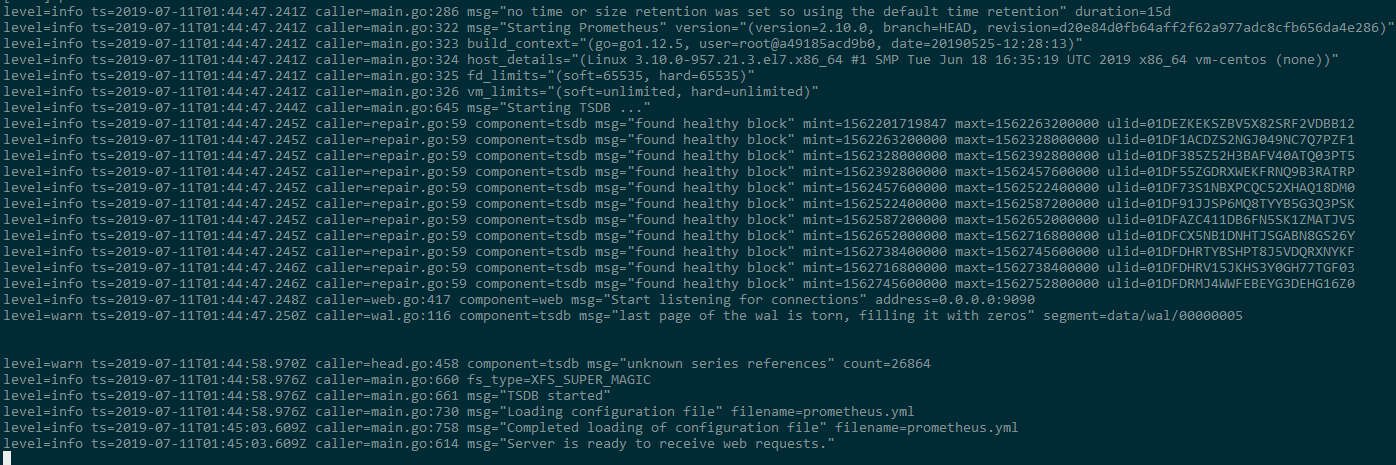 level=info ts=2019-07-11T01:44:47.241Z caller=main.go:286 msg="no time or size retention was set so using the default time retention" duration=15d
level=info ts=2019-07-11T01:44:47.241Z caller=main.go:322 msg="Starting Prometheus" version="(version=2.10.0, branch=HEAD, revision=d20e84d0fb64aff2f62a977adc8cfb656da4e286)"
level=info ts=2019-07-11T01:44:47.241Z caller=main.go:323 build_context="(go=go1.12.5, user=root@a49185acd9b0, date=20190525-12:28:13)"
level=info ts=2019-07-11T01:44:47.241Z caller=main.go:324 host_details="(Linux 3.10.0-957.21.3.el7.x86_64 #1 SMP Tue Jun 18 16:35:19 UTC 2019 x86_64 vm-centos (none))"
level=info ts=2019-07-11T01:44:47.241Z caller=main.go:325 fd_limits="(soft=65535, hard=65535)"
level=info ts=2019-07-11T01:44:47.241Z caller=main.go:326 vm_limits="(soft=unlimited, hard=unlimited)"
level=info ts=2019-07-11T01:44:47.244Z caller=main.go:645 msg="Starting TSDB ..."
level=info ts=2019-07-11T01:44:47.245Z caller=repair.go:59 component=tsdb msg="found healthy block" mint=1562201719847 maxt=1562263200000 ulid=01DEZKEKSZBV5X82SRF2VDBB12
level=info ts=2019-07-11T01:44:47.245Z caller=repair.go:59 component=tsdb msg="found healthy block" mint=1562263200000 maxt=1562328000000 ulid=01DF1ACDZS2NGJ049NC7Q7PZF1
level=info ts=2019-07-11T01:44:47.245Z caller=repair.go:59 component=tsdb msg="found healthy block" mint=1562328000000 maxt=1562392800000 ulid=01DF385Z52H3BAFV40ATQ03PT5
level=info ts=2019-07-11T01:44:47.245Z caller=repair.go:59 component=tsdb msg="found healthy block" mint=1562392800000 maxt=1562457600000 ulid=01DF55ZGDRXWEKFRNQ9B3RATRP
level=info ts=2019-07-11T01:44:47.245Z caller=repair.go:59 component=tsdb msg="found healthy block" mint=1562457600000 maxt=1562522400000 ulid=01DF73S1NBXPCQC52XHAQ18DM0
level=info ts=2019-07-11T01:44:47.245Z caller=repair.go:59 component=tsdb msg="found healthy block" mint=1562522400000 maxt=1562587200000 ulid=01DF91JJSP6MQ8TYYB5G3Q3PSK
level=info ts=2019-07-11T01:44:47.245Z caller=repair.go:59 component=tsdb msg="found healthy block" mint=1562587200000 maxt=1562652000000 ulid=01DFAZC411DB6FN5SK1ZMATJV5
level=info ts=2019-07-11T01:44:47.245Z caller=repair.go:59 component=tsdb msg="found healthy block" mint=1562652000000 maxt=1562716800000 ulid=01DFCX5NB1DNHTJSGABN8GS26Y
level=info ts=2019-07-11T01:44:47.245Z caller=repair.go:59 component=tsdb msg="found healthy block" mint=1562738400000 maxt=1562745600000 ulid=01DFDHRTYBSHPT8J5VDQRXNYKF
level=info ts=2019-07-11T01:44:47.246Z caller=repair.go:59 component=tsdb msg="found healthy block" mint=1562716800000 maxt=1562738400000 ulid=01DFDHRV15JKHS3Y0GH77TGF03
level=info ts=2019-07-11T01:44:47.246Z caller=repair.go:59 component=tsdb msg="found healthy block" mint=1562745600000 maxt=1562752800000 ulid=01DFDRMJ4WWFEBEYG3DEHG16Z0
level=info ts=2019-07-11T01:44:47.248Z caller=web.go:417 component=web msg="Start listening for connections" address=0.0.0.0:9090
level=warn ts=2019-07-11T01:44:47.250Z caller=wal.go:116 component=tsdb msg="last page of the wal is torn, filling it with zeros" segment=data/wal/00000005
level=warn ts=2019-07-11T01:44:58.970Z caller=head.go:458 component=tsdb msg="unknown series references" count=26864
level=info ts=2019-07-11T01:44:58.976Z caller=main.go:660 fs_type=XFS_SUPER_MAGIC
level=info ts=2019-07-11T01:44:58.976Z caller=main.go:661 msg="TSDB started"
level=info ts=2019-07-11T01:44:58.976Z caller=main.go:730 msg="Loading configuration file" filename=prometheus.yml
level=info ts=2019-07-11T01:45:03.609Z caller=main.go:758 msg="Completed loading of configuration file" filename=prometheus.yml
level=info ts=2019-07-11T01:45:03.609Z caller=main.go:614 msg="Server is ready to receive web requests."